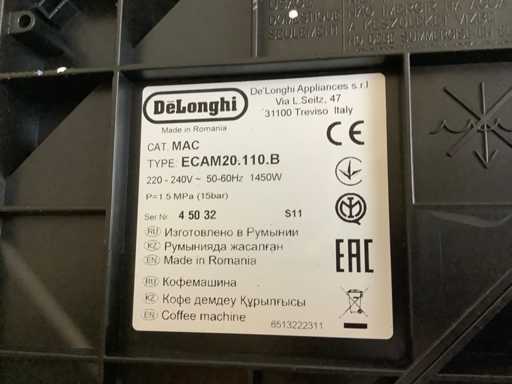 DOMESTIQUE
SEULEMENT
DeLonghi
De'Longhi Appliances s.r.l
Via L.Seitz, 47
31100 Treviso Italy
Made in Romania
CAT. MAC
TYPE: ECAM20.110.B
220 - 240V ~ 50-60Hz 1450W
P=1.5 MPa (15bar)
Ser Nr. 4 50 32 S11
RU Изготовлено в Румынии
KZ Румынияда жасалған
EN Made in Romania
RU Кофемашина
KZ Кофе демдеу Құрылғысы
EN Coffee machine
6513222311
CE
EAC